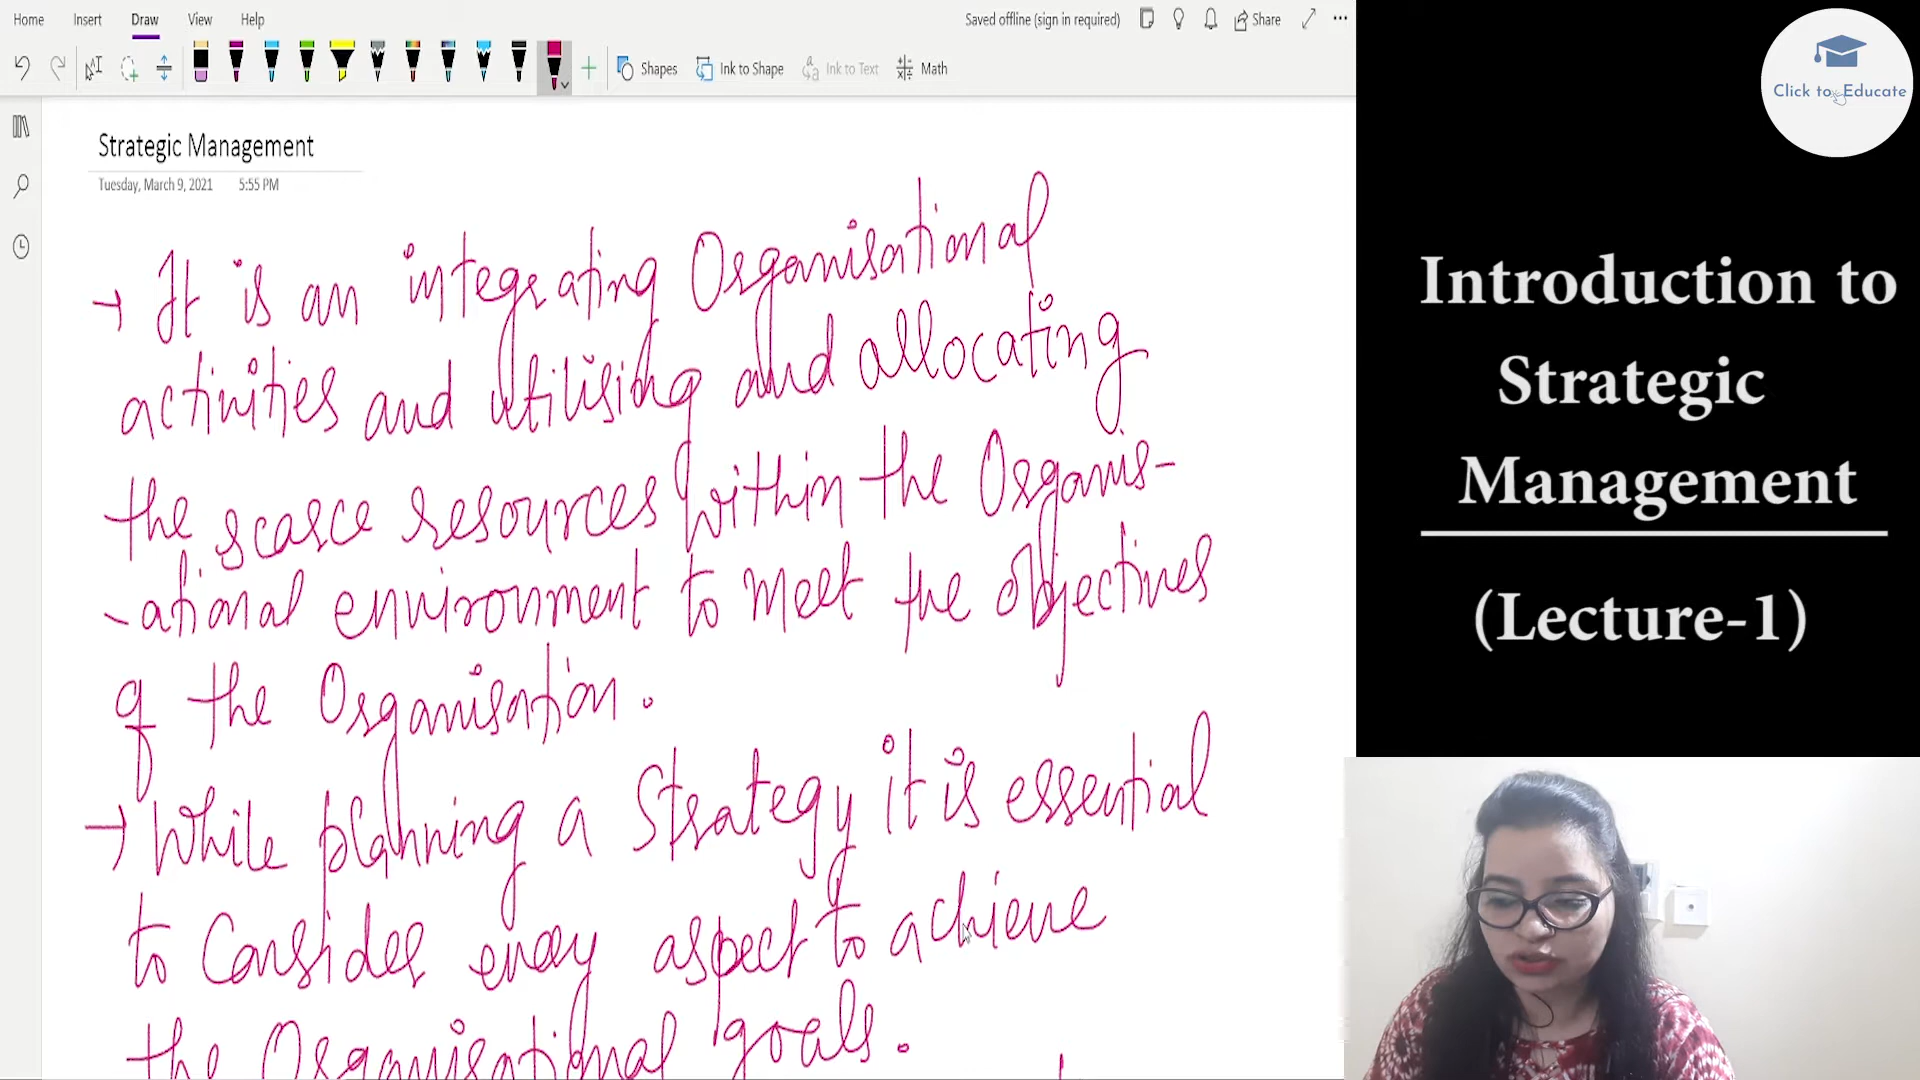 Home Insert Draw View Help
Saved offline (sign in required) Share
Shapes Ink to Shape Ink to Text Math
Click to Educate
Strategic Management
Tuesday, March 9, 2021 5:55 PM
→ It is an integrating Organisational
activities and utilising and allocating
the scarce resources within the Organis-
-ational environment to meet the objectives
of the Organisation.
→ While planning a Strategy it is essential
to Consider every aspect to achieve
the Organisational goals.
Introduction to
Strategic
Management
(Lecture-1)